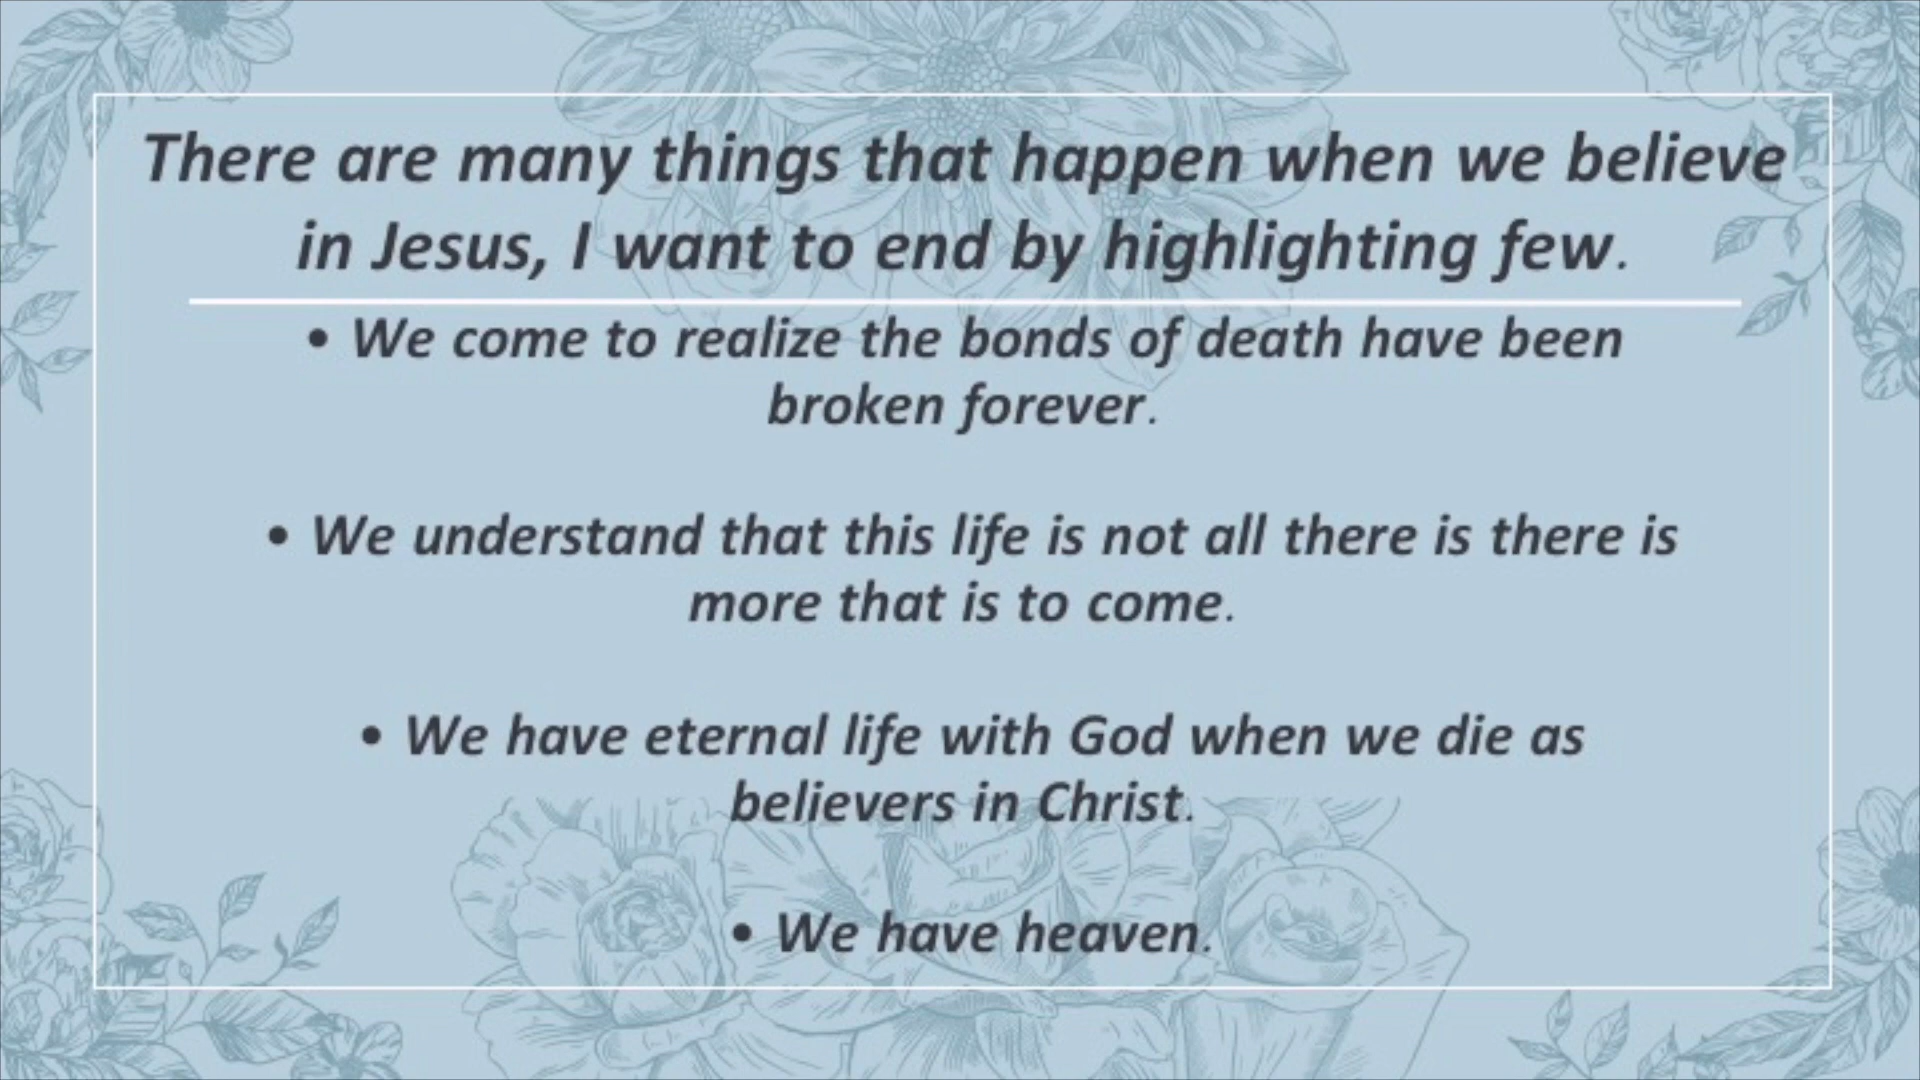 There are many things that happen when we believe
in Jesus, I want to end by highlighting few.
• We come to realize the bonds of death have been
broken forever.
• We understand that this life is not all there is there is
more that is to come.
• We have eternal life with God when we die as
believers in Christ.
• We have heaven.